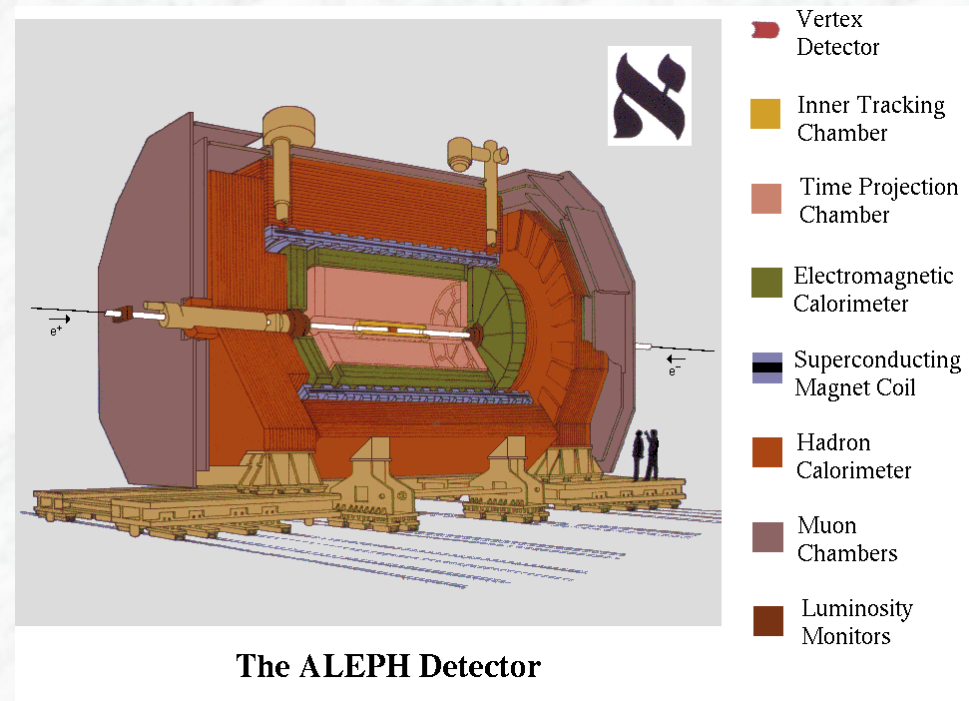 Vertex
Detector
Inner Tracking
Chamber
Time Projection
Chamber
Electromagnetic
Calorimeter
Superconducting
Magnet Coil
Hadron
Calorimeter
Muon
Chambers
Luminosity
Monitors
א
e+
e-
The ALEPH Detector